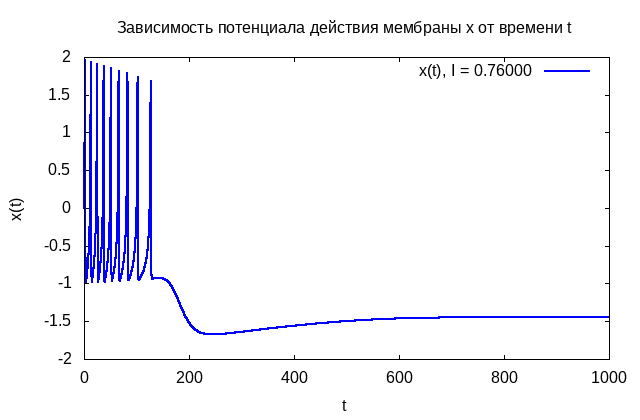 Зависимость потенциала действия мембраны x от времени t
x(t), I = 0.76000
2
1.5
1
0.5
0
-0.5
-1
-1.5
-2
x(t)
0 200 400 600 800 1000
t